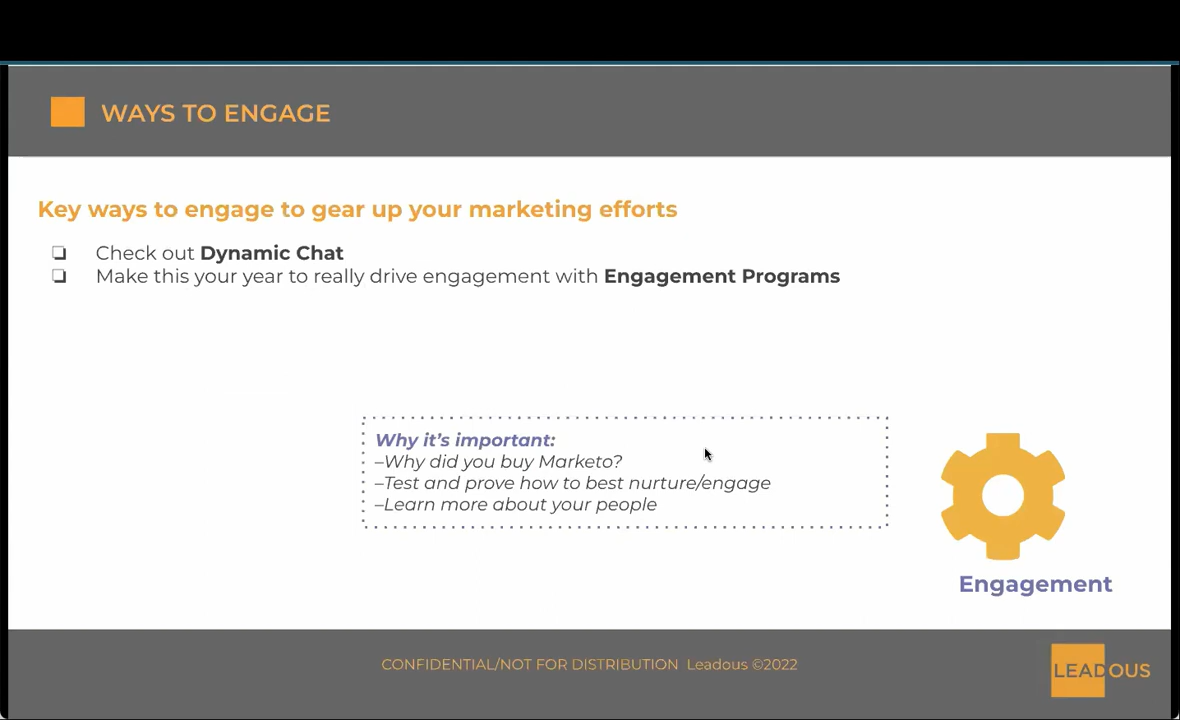 WAYS TO ENGAGE
Key ways to engage to gear up your marketing efforts
❏ Check out Dynamic Chat
❏ Make this your year to really drive engagement with Engagement Programs
Why it’s important:
–Why did you buy Marketo?
–Test and prove how to best nurture/engage
–Learn more about your people
Engagement
CONFIDENTIAL/NOT FOR DISTRIBUTION Leadous ©2022
LEADOUS